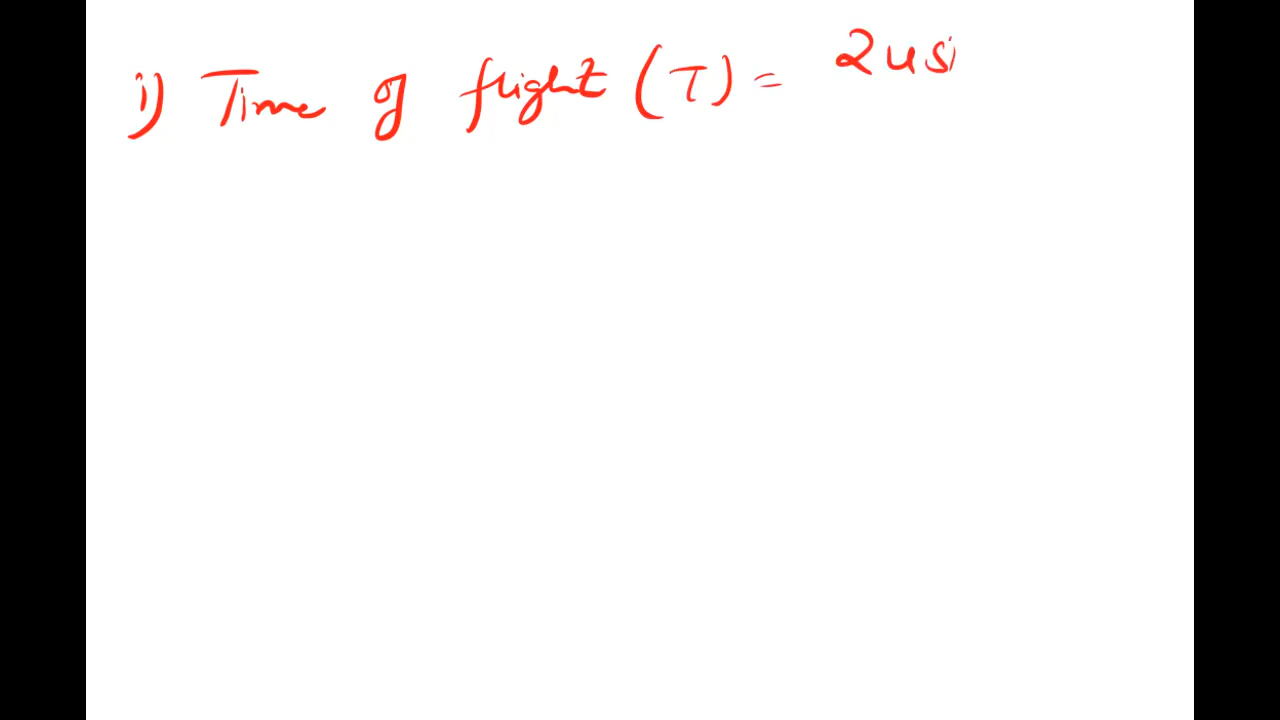 i) Time of flight (T) = 2usi